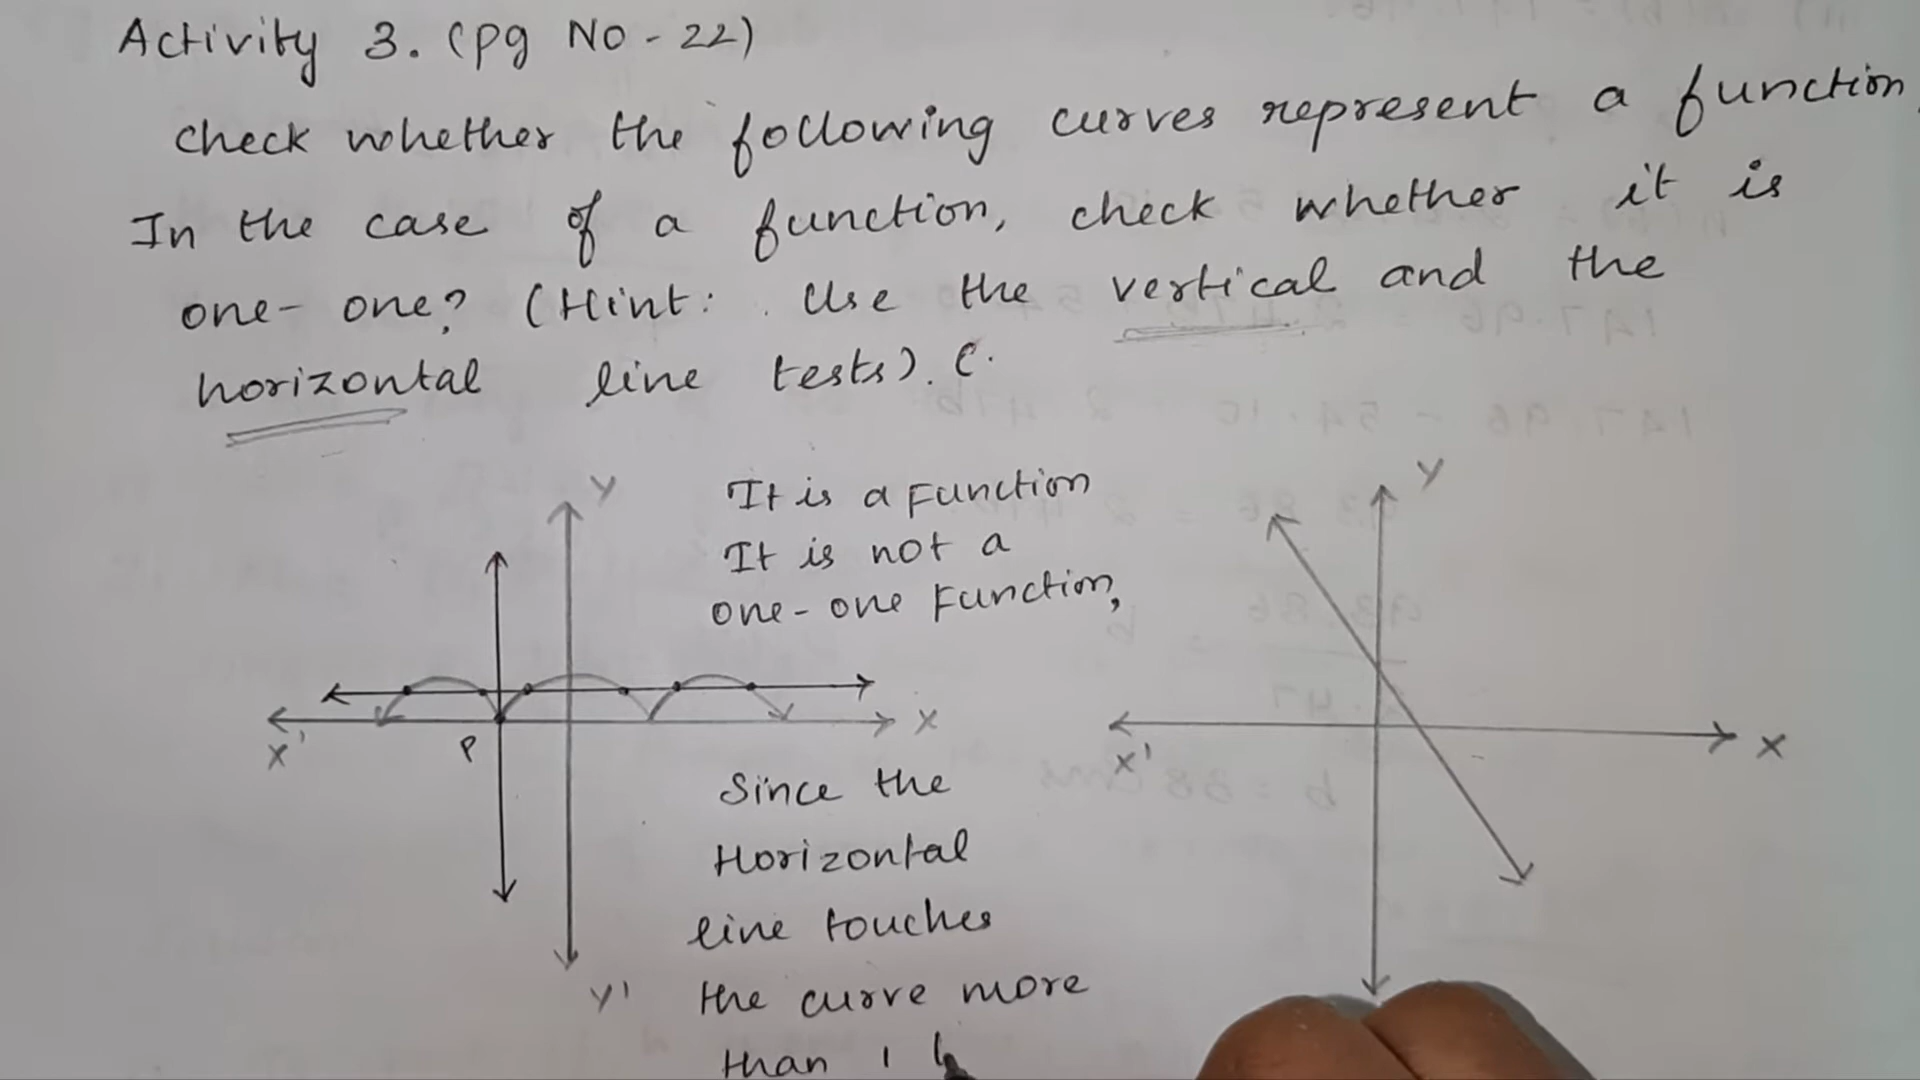 Activity 3. (Pg NO - 22)
check whether the following curves represent a function.
In the case of a function, check whether it is
one- one? (Hint: Use the vertical and the
horizontal line tests). (.
Y
It is a Function
It is not a
one- one Function,
X' P X
Since the
Horizontal
line touches
Y' the curve more
than 1
Y
X' X